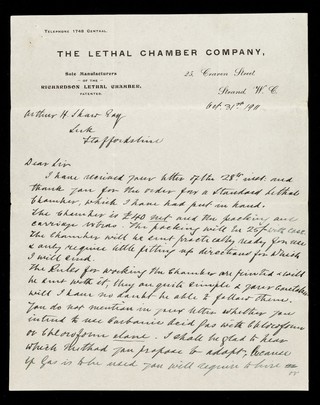 TELEPHONE 1748 CENTRAL.
THE LETHAL CHAMBER COMPANY,
Sole Manufacturers
OF THE
RICHARDSON LETHAL CHAMBER,
PATENTED.
25, Craven Street
Strand W.C.
Oct. 31st 190
Arthur H. Shaw Esq
Leek
Staffordshire
Dear Sir
I have received your letter of the 28th inst and
thank you for the order for a Standard Lethal
Chamber, which I have put in hand.
The Chamber is £40 net and the packing and
carriage extra. The packing will be 25/-
The Chamber will be sent practically ready for use
& only require little fitting up directions for which
I will send.
The Rules for working the Chamber are printed & will
be sent with it, they are quite simple & your Caretaker
will I have no doubt be able to follow them.
You do not mention in your letter whether you
intend to use Carbonic Acid Gas with Chloroform
or Chloroform alone. I shall be glad to hear
which method you propose to adopt, because
if Gas is to be used you will require where